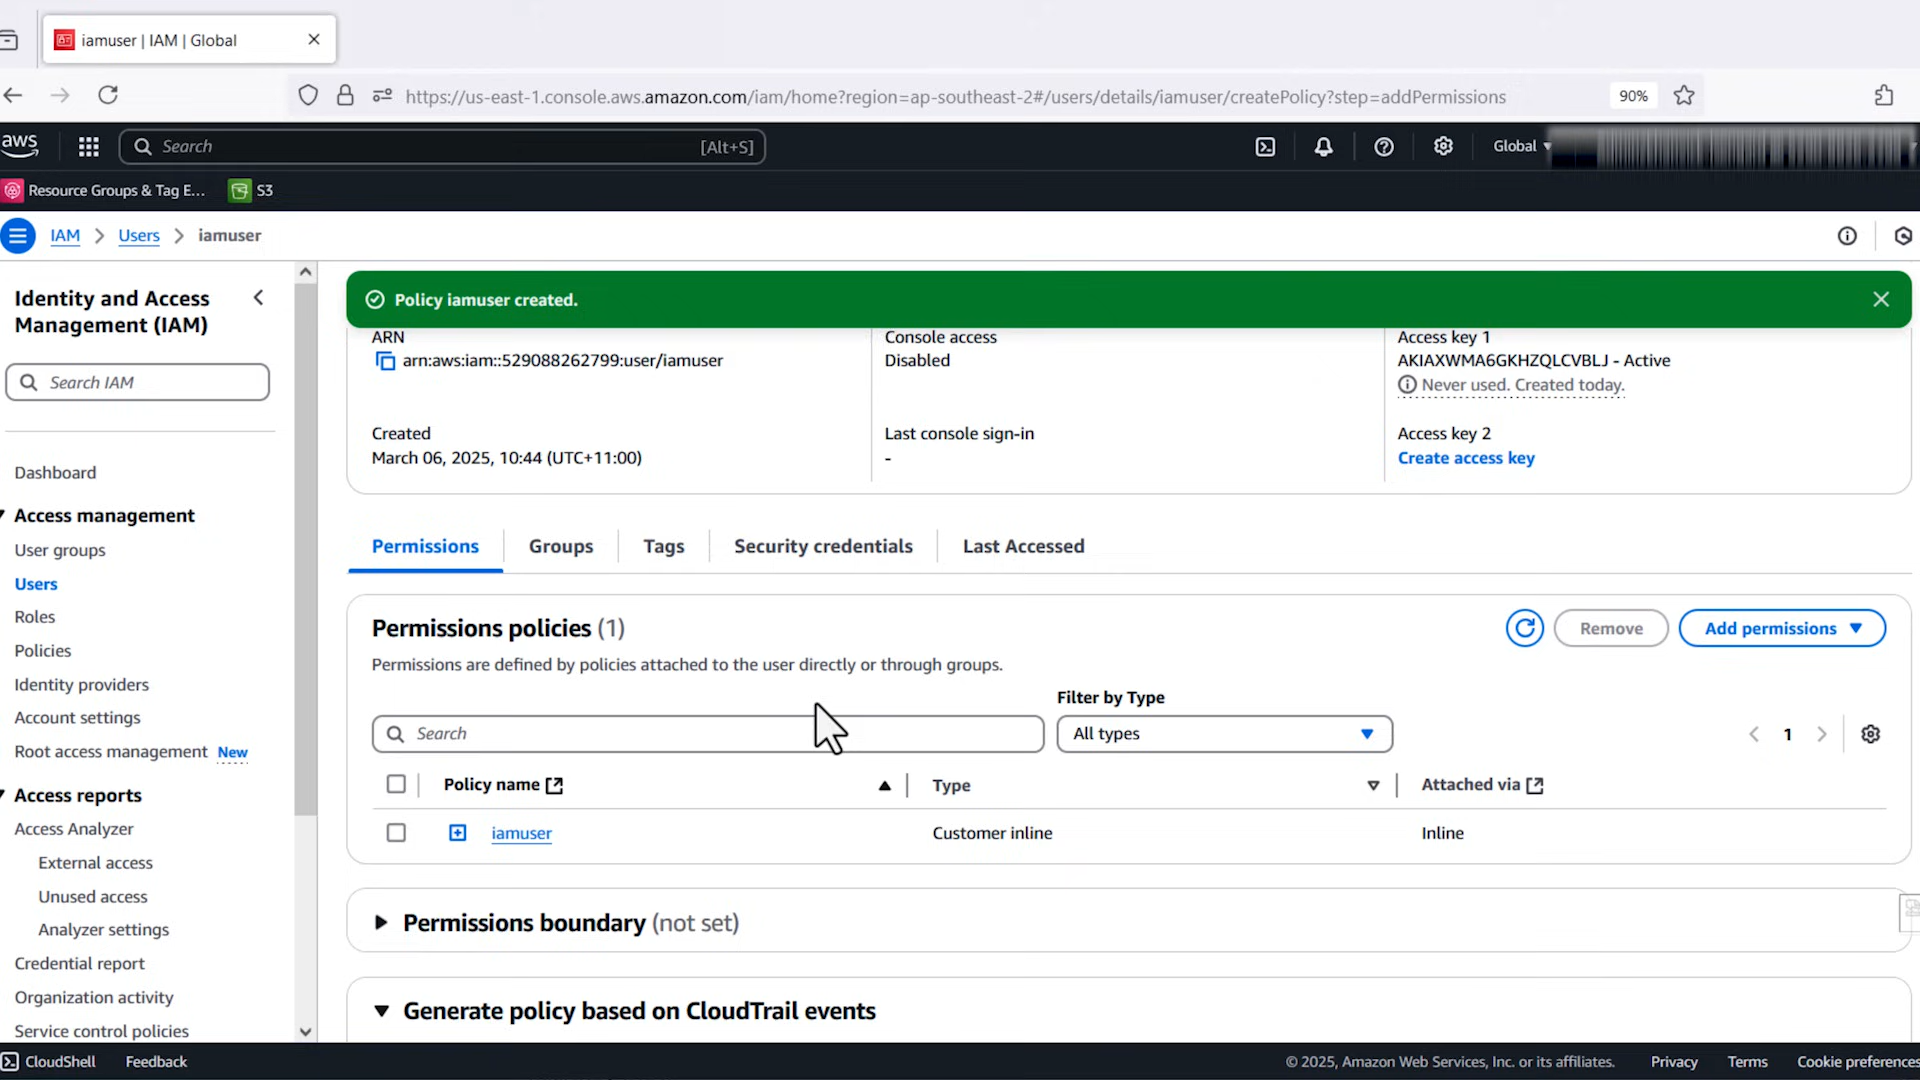 iamuser | IAM | Global
https://us-east-1.console.aws.amazon.com/iam/home?region=ap-southeast-2#/users/details/iamuser/createPolicy?step=addPermissions
90%
aws
Search
[Alt+S]
Global
Resource Groups & Tag E...
S3
IAM
Users
iamuser
Identity and Access
Management (IAM)
Search IAM
Dashboard
Access management
User groups
Users
Roles
Policies
Identity providers
Account settings
Root access management New
Access reports
Access Analyzer
External access
Unused access
Analyzer settings
Credential report
Organization activity
Service control policies
Policy iamuser created.
ARN
arn:aws:iam::529088262799:user/iamuser
Console access
Disabled
Access key 1
AKIAXWMA6GKHZQLCVBLJ - Active
Never used. Created today.
Created
March 06, 2025, 10:44 (UTC+11:00)
Last console sign-in
-
Access key 2
Create access key
Permissions
Groups
Tags
Security credentials
Last Accessed
Permissions policies (1)
Remove
Add permissions
Permissions are defined by policies attached to the user directly or through groups.
Filter by Type
Search
All types
1
Policy name
Type
Attached via
iamuser
Customer inline
Inline
Permissions boundary (not set)
Generate policy based on CloudTrail events
CloudShell
Feedback
© 2025, Amazon Web Services, Inc. or its affiliates.
Privacy
Terms
Cookie preferences